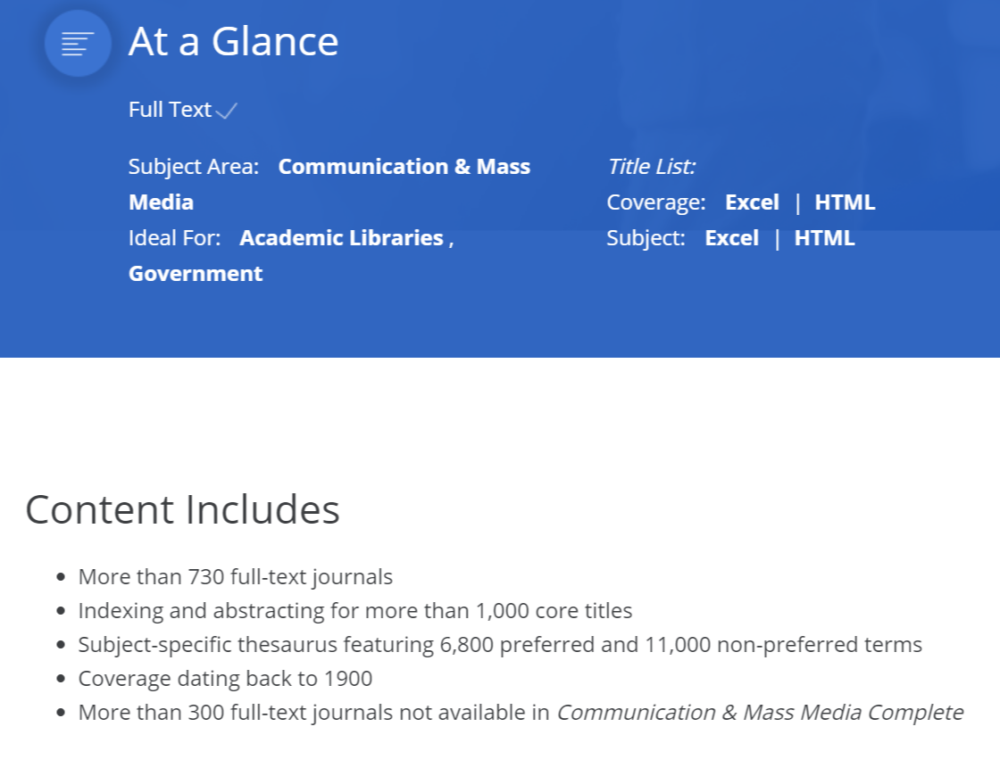 At a Glance
Full Text
Subject Area: Communication & Mass
Media
Ideal For: Academic Libraries ,
Government
Title List:
Coverage: Excel | HTML
Subject: Excel | HTML
Content Includes
• More than 730 full-text journals
• Indexing and abstracting for more than 1,000 core titles
• Subject-specific thesaurus featuring 6,800 preferred and 11,000 non-preferred terms
• Coverage dating back to 1900
• More than 300 full-text journals not available in Communication & Mass Media Complete